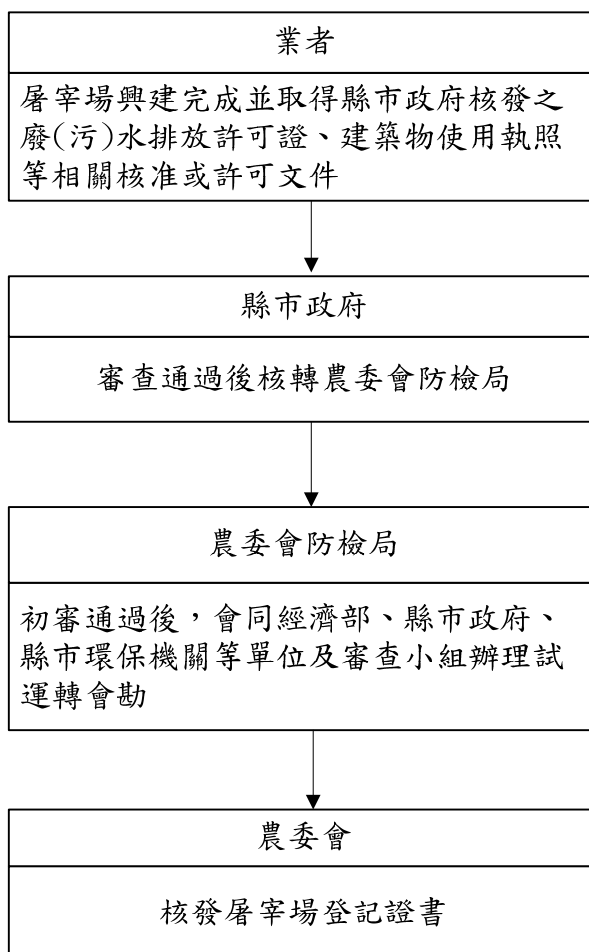 業者
屠宰場興建完成並取得縣市政府核發之
廢(污)水排放許可證、建築物使用執照
等相關核准或許可文件
縣市政府
審查通過後核轉農委會防檢局
農委會防檢局
初審通過後，會同經濟部、縣市政府、
縣市環保機關等單位及審查小組辦理試
運轉會勘
農委會
核發屠宰場登記證書